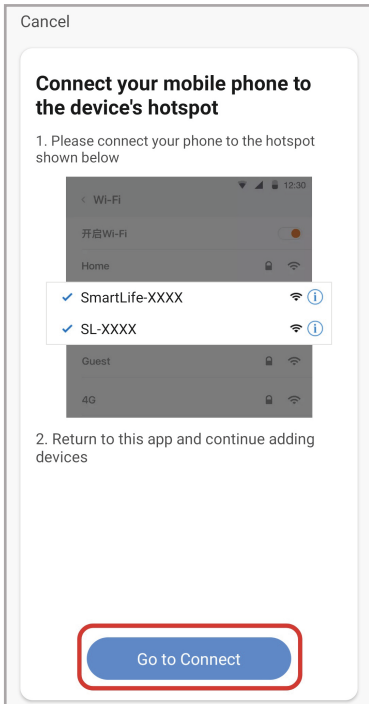 Cancel
Connect your mobile phone to
the device's hotspot
1. Please connect your phone to the hotspot
shown below
12:30
< Wi-Fi
开启Wi-Fi
Home
SmartLife-XXXX
SL-XXXX
Guest
4G
2. Return to this app and continue adding
devices
Go to Connect